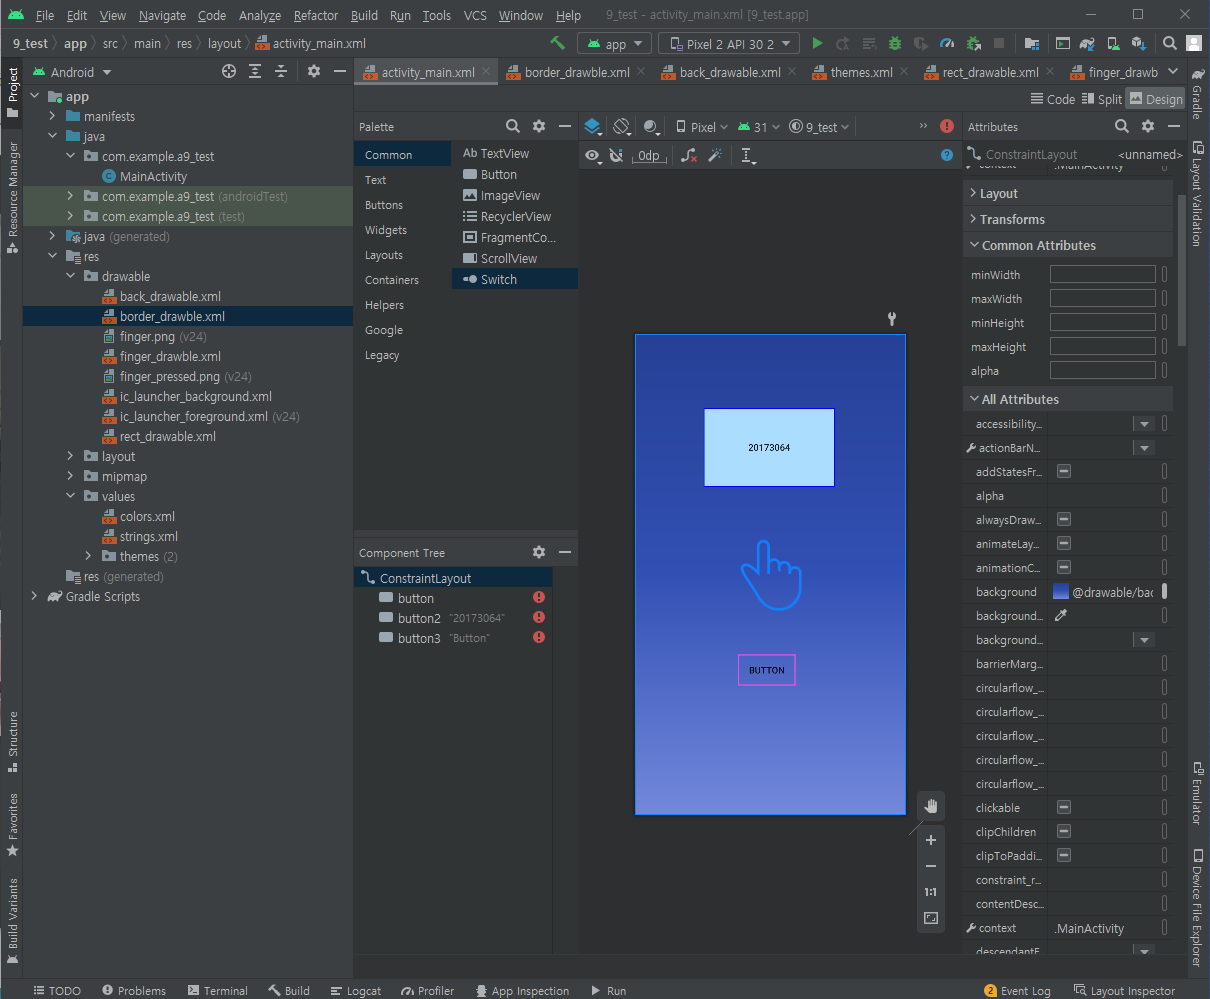 File Edit View Navigate Code Analyze Refactor Build Run Tools VCS Window Help 9_test - activity_main.xml [9_test.app]
9_test app src main res layout activity_main.xml app Pixel 2 API 30 2
Project
Resource Manager
Structure
Favorites
Build Variants
Android
app
manifests
java
com.example.a9_test
MainActivity
com.example.a9_test (androidTest)
com.example.a9_test (test)
java (generated)
res
drawable
back_drawable.xml
border_drawble.xml
finger.png (v24)
finger_drawble.xml
finger_pressed.png (v24)
ic_launcher_background.xml
ic_launcher_foreground.xml (v24)
rect_drawable.xml
layout
mipmap
values
colors.xml
strings.xml
themes (2)
res (generated)
Gradle Scripts
activity_main.xml border_drawble.xml back_drawable.xml themes.xml rect_drawable.xml finger_drawb
Code Split Design
Palette
Common
Text
Buttons
Widgets
Layouts
Containers
Helpers
Google
Legacy
Ab TextView
Button
ImageView
RecyclerView
FragmentCo...
ScrollView
Switch
Component Tree
ConstraintLayout
button
button2 "20173064"
button3 "Button"
Pixel 31 9_test
0dp
20173064
BUTTON
1:1
Attributes
ConstraintLayout <unnamed>
context .MainActivity
Layout
Transforms
Common Attributes
minWidth
maxWidth
minHeight
maxHeight
alpha
All Attributes
accessibility...
actionBarN...
addStatesFr...
alpha
alwaysDraw...
animateLay...
animationC...
background @drawable/bac
background...
background...
barrierMarg...
circularflow_...
circularflow_...
circularflow_...
circularflow_...
circularflow_...
clickable
clipChildren
clipToPaddi...
constraint_r...
contentDesc...
context .MainActivity
descendantF...
Gradle
Layout Validation
Emulator
Device File Explorer
TODO Problems Terminal Build Logcat Profiler App Inspection Run 2 Event Log Layout Inspector